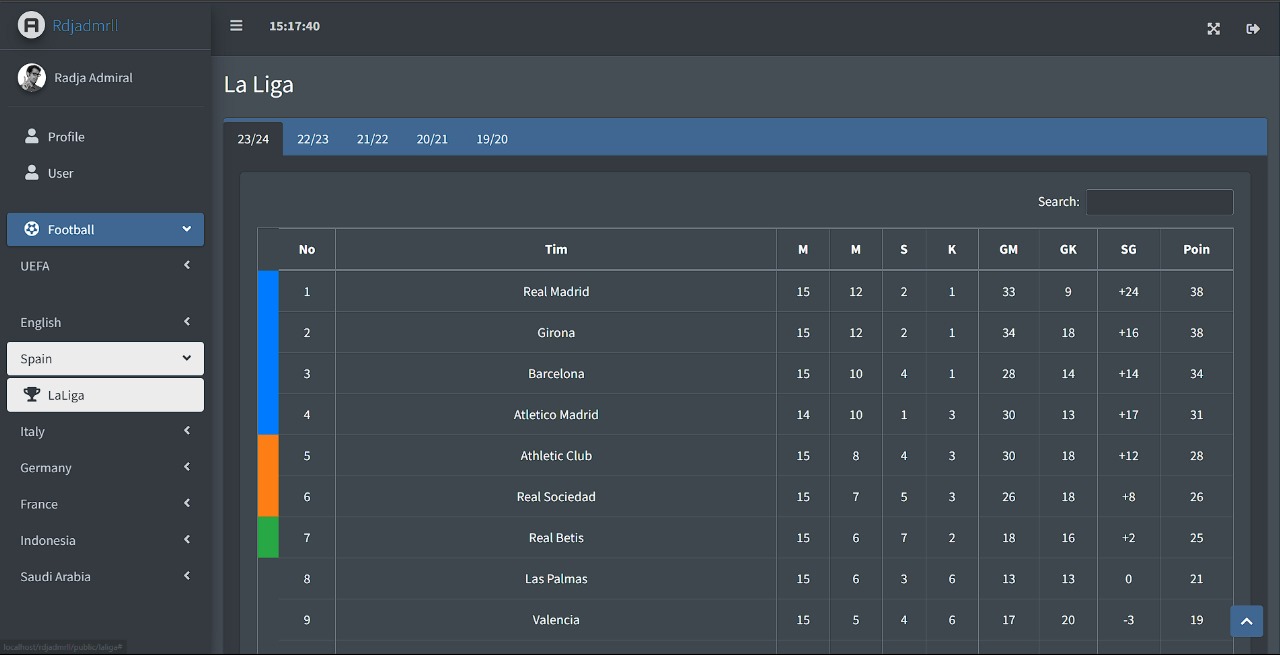 Rdjadmrll
15:17:40
Radja Admiral
Profile
User
Football
UEFA
English
Spain
LaLiga
Italy
Germany
France
Indonesia
Saudi Arabia
localhost/rdjadmrll/public/laliga#
La Liga
23/24 22/23 21/22 20/21 19/20
Search:
No Tim M M S K GM GK SG Poin
1 Real Madrid 15 12 2 1 33 9 +24 38
2 Girona 15 12 2 1 34 18 +16 38
3 Barcelona 15 10 4 1 28 14 +14 34
4 Atletico Madrid 14 10 1 3 30 13 +17 31
5 Athletic Club 15 8 4 3 30 18 +12 28
6 Real Sociedad 15 7 5 3 26 18 +8 26
7 Real Betis 15 6 7 2 18 16 +2 25
8 Las Palmas 15 6 3 6 13 13 0 21
9 Valencia 15 5 4 6 17 20 -3 19